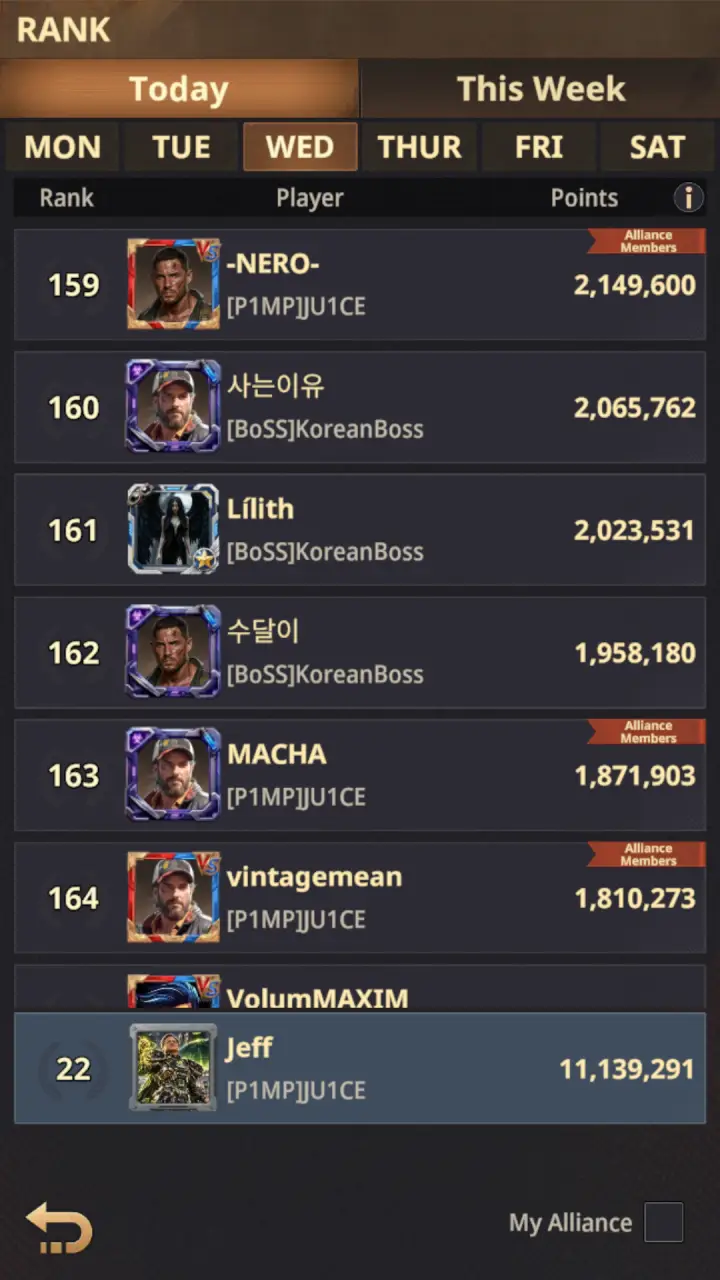 RANK
Today
This Week
MON
TUE
WED
THUR
FRI
SAT
Rank
Player
Points
i
Alliance
Members
159
-NERO-
[P1MP]JU1CE
2,149,600
160
사는이유
[BoSS]KoreanBoss
2,065,762
161
Lílith
[BoSS]KoreanBoss
2,023,531
162
수달이
[BoSS]KoreanBoss
1,958,180
Alliance
Members
163
MACHA
[P1MP]JU1CE
1,871,903
Alliance
Members
164
vintagemean
[P1MP]JU1CE
1,810,273
VolumMAXIM
22
Jeff
[P1MP]JU1CE
11,139,291
My Alliance